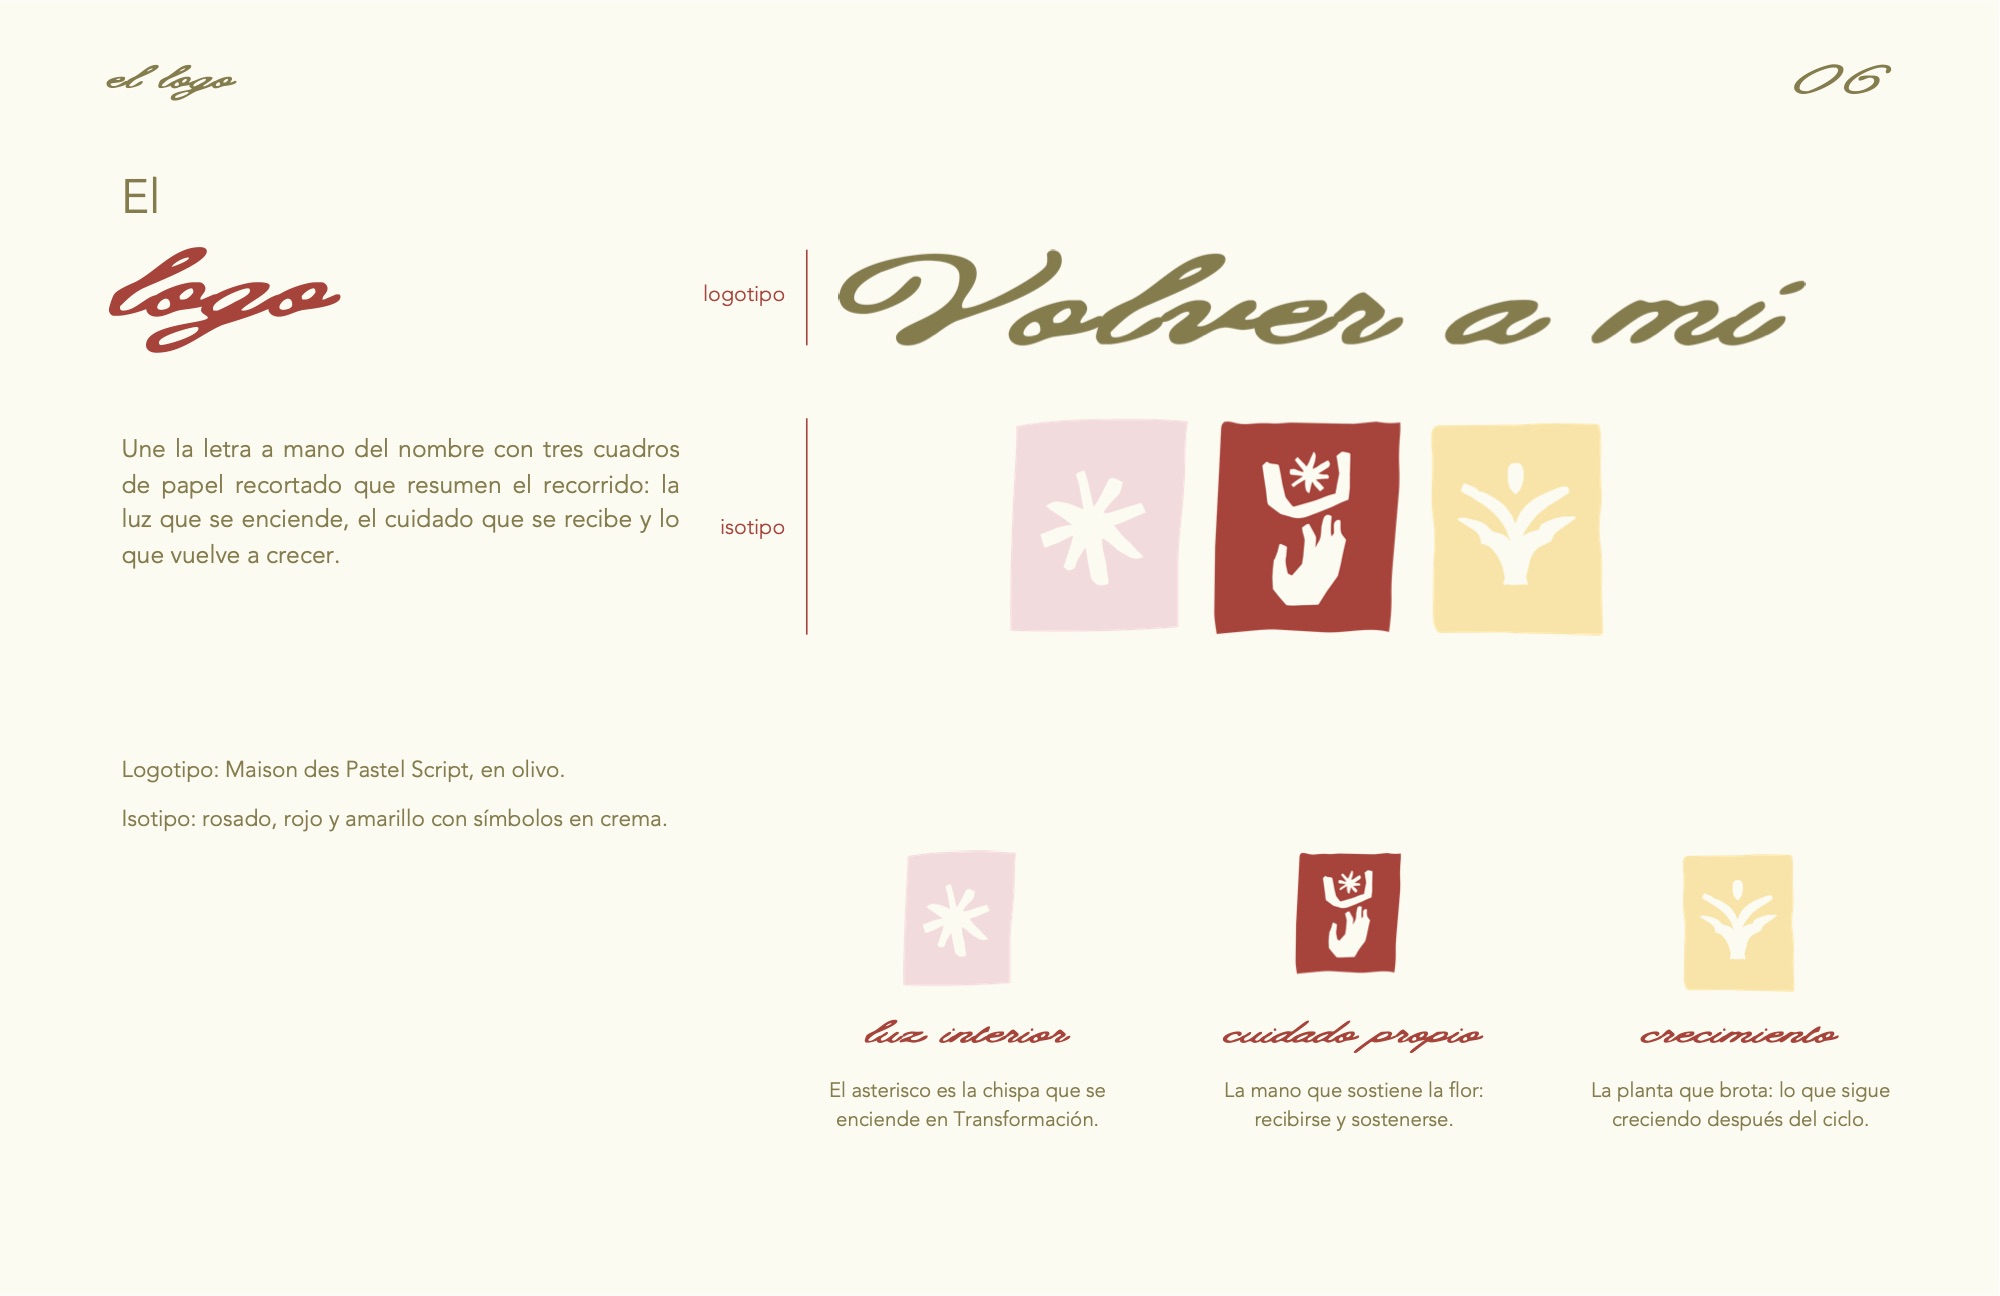 el logo
06
El
logo
logotipo
Volver a mí
Une la letra a mano del nombre con tres cuadros
de papel recortado que resumen el recorrido: la
luz que se enciende, el cuidado que se recibe y lo
que vuelve a crecer.
isotipo
Logotipo: Maison des Pastel Script, en olivo.
Isotipo: rosado, rojo y amarillo con símbolos en crema.
luz interior
El asterisco es la chispa que se
enciende en Transformación.
cuidado propio
La mano que sostiene la flor:
recibirse y sostenerse.
crecimiento
La planta que brota: lo que sigue
creciendo después del ciclo.